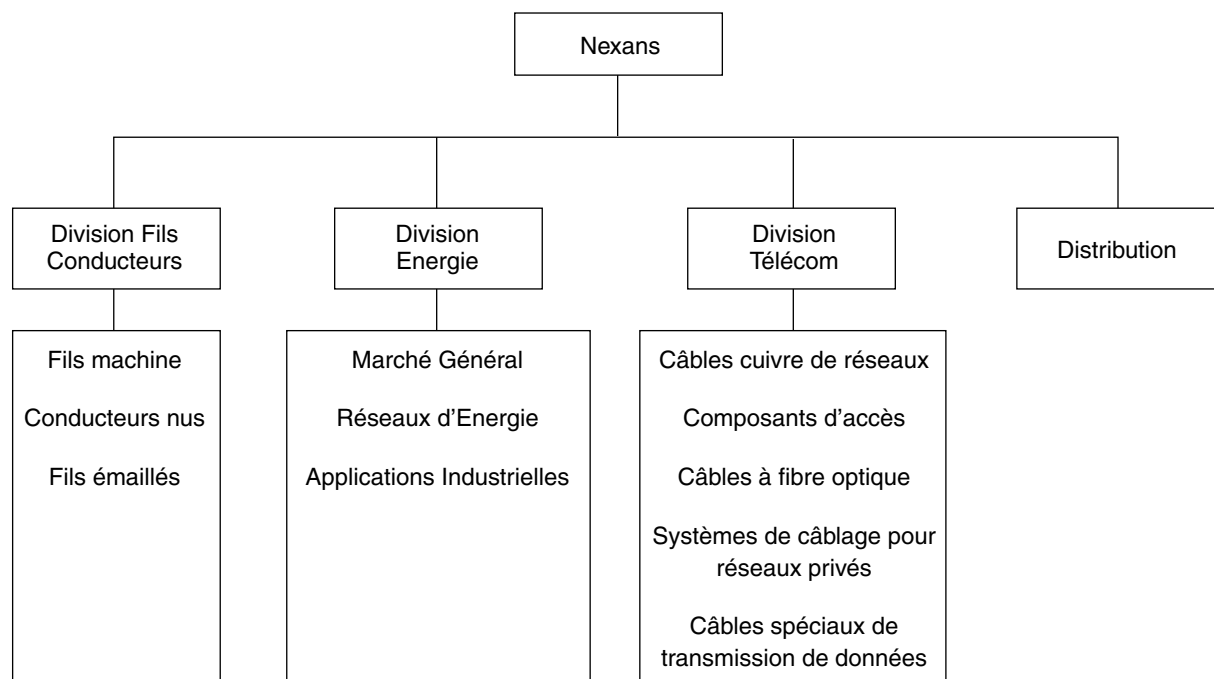 Nexans
Division Fils
Conducteurs
Division
Energie
Division
Télécom
Distribution
Fils machine
Conducteurs nus
Fils émaillés
Marché Général
Réseaux d'Energie
Applications Industrielles
Câbles cuivre de réseaux
Composants d'accès
Câbles à fibre optique
Systèmes de câblage pour
réseaux privés
Câbles spéciaux de
transmission de données